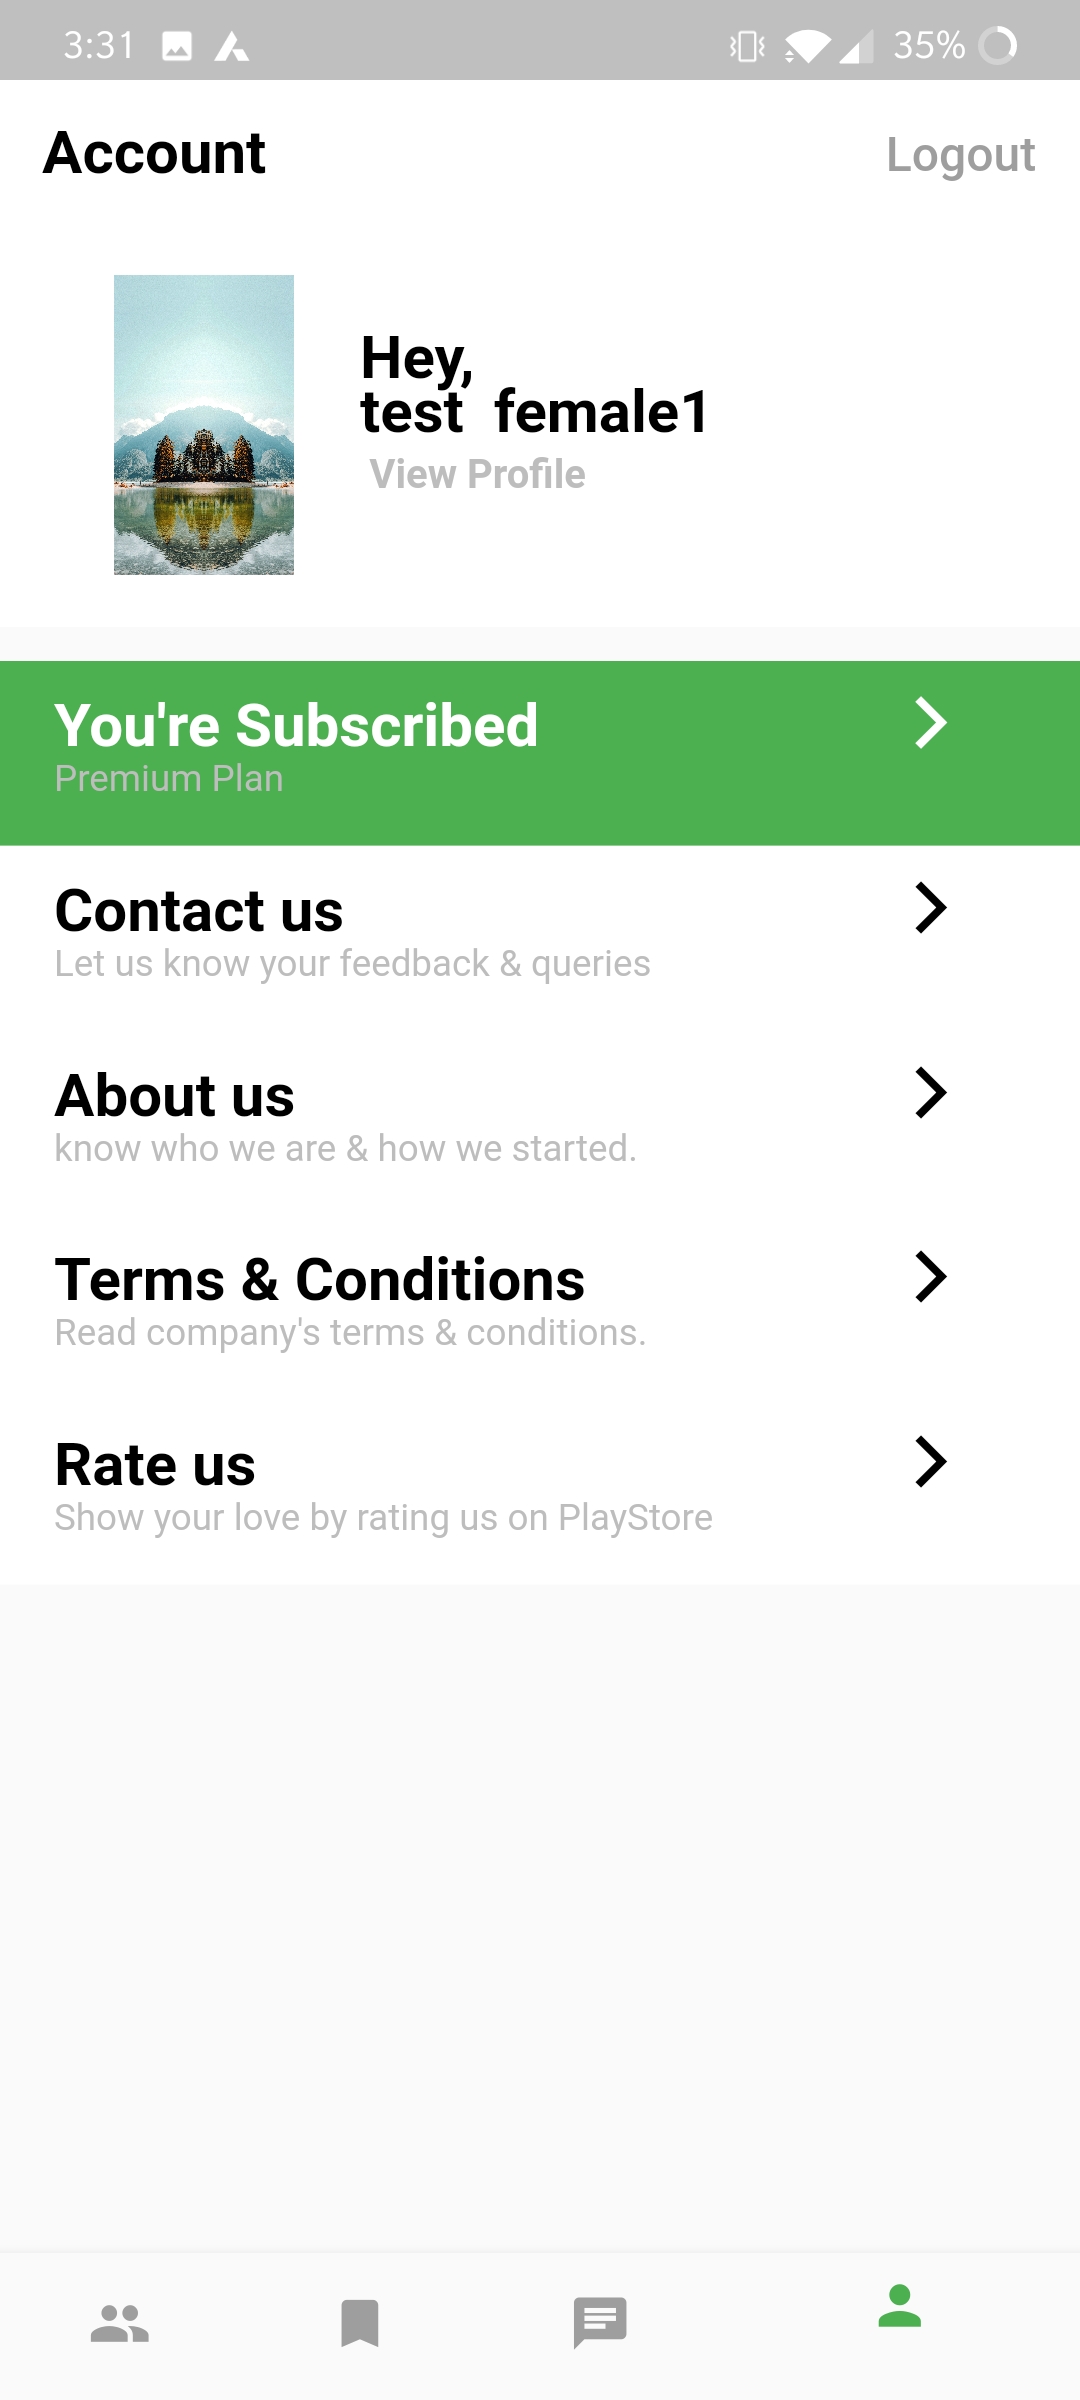 3:31 35%
Account Logout
Hey,
test  female1
View Profile
You're Subscribed
Premium Plan
Contact us
Let us know your feedback & queries
About us
know who we are & how we started.
Terms & Conditions
Read company's terms & conditions.
Rate us
Show your love by rating us on PlayStore